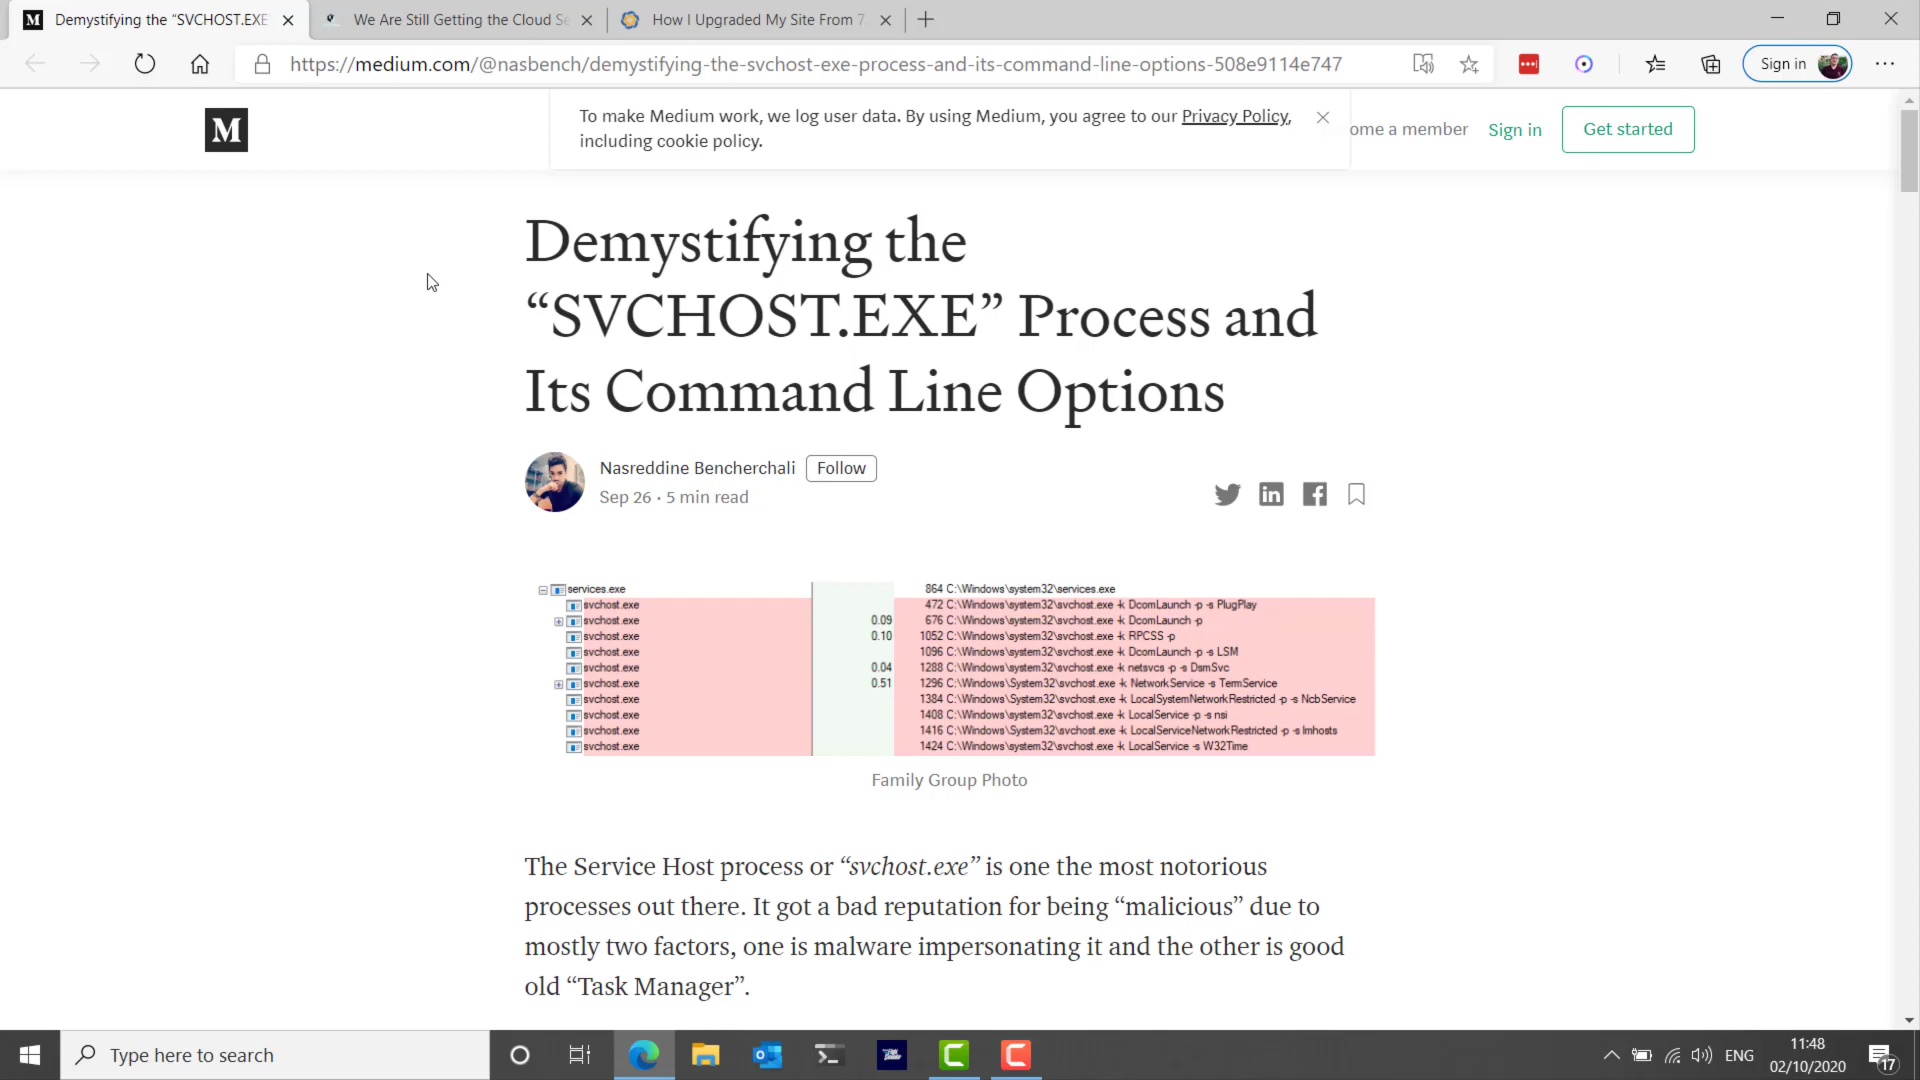 Demystifying the “SVCHOST.EXE
We Are Still Getting the Cloud Se
How I Upgraded My Site From 7
https://medium.com/@nasbench/demystifying-the-svchost-exe-process-and-its-command-line-options-508e9114e747
Sign in
M
To make Medium work, we log user data. By using Medium, you agree to our Privacy Policy,
including cookie policy.
ome a member
Sign in
Get started
Demystifying the
“SVCHOST.EXE” Process and
Its Command Line Options
Nasreddine Bencherchali
Follow
Sep 26 · 5 min read
services.exe 864 C:\Windows\system32\services.exe
svchost.exe 472 C:\Windows\system32\svchost.exe -k DcomLaunch -p -s PlugPlay
svchost.exe 0.09 676 C:\Windows\system32\svchost.exe -k DcomLaunch -p
svchost.exe 0.10 1052 C:\Windows\system32\svchost.exe -k RPCSS -p
svchost.exe 1096 C:\Windows\system32\svchost.exe -k DcomLaunch -p -s LSM
svchost.exe 0.04 1288 C:\Windows\system32\svchost.exe -k netsvcs -p -s DsmSvc
svchost.exe 0.51 1296 C:\Windows\System32\svchost.exe -k NetworkService -s TermService
svchost.exe 1384 C:\Windows\System32\svchost.exe -k LocalSystemNetworkRestricted -p -s NcbService
svchost.exe 1408 C:\Windows\system32\svchost.exe -k LocalService -p -s nsi
svchost.exe 1416 C:\Windows\System32\svchost.exe -k LocalServiceNetworkRestricted -p -s lmhosts
svchost.exe 1424 C:\Windows\system32\svchost.exe -k LocalService -s W32Time
Family Group Photo
The Service Host process or “svchost.exe” is one the most notorious
processes out there. It got a bad reputation for being “malicious” due to
mostly two factors, one is malware impersonating it and the other is good
old “Task Manager”.
Type here to search
ENG
11:48
02/10/2020
17